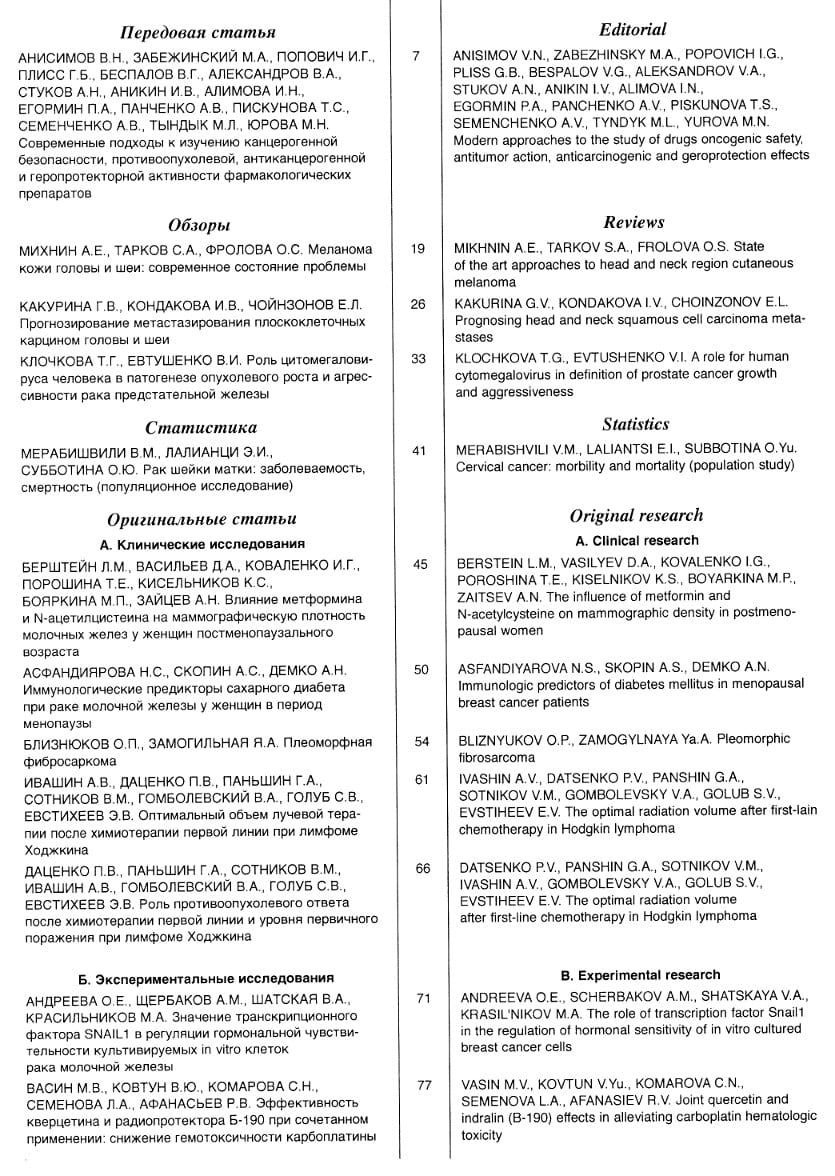 Передовая статья
АНИСИМОВ В.Н., ЗАБЕЖИНСКИЙ М.А., ПОПОВИЧ И.Г.,
ПЛИСС Г.Б., БЕСПАЛОВ В.Г., АЛЕКСАНДРОВ В.А.,
СТУКОВ А.Н., АНИКИН И.В., АЛИМОВА И.Н.,
ЕГОРМИН П.А., ПАНЧЕНКО А.В., ПИСКУНОВА Т.С.,
СЕМЕНЧЕНКО А.В., ТЫНДЫК М.Л., ЮРОВА М.Н.
Современные подходы к изучению канцерогенной
безопасности, противоопухолевой, антиканцерогенной
и геропротекторной активности фармакологических
препаратов
Обзоры
МИХНИН А.Е., ТАРКОВ С.А., ФРОЛОВА О.С. Меланома
кожи головы и шеи: современное состояние проблемы
КАКУРИНА Г.В., КОНДАКОВА И.В., ЧОЙНЗОНОВ Е.Л.
Прогнозирование метастазирования плоскоклеточных
карцином головы и шеи
КЛОЧКОВА Т.Г., ЕВТУШЕНКО В.И. Роль цитомегалови-
руса человека в патогенезе опухолевого роста и агрес-
сивности рака предстательной железы
Статистика
МЕРАБИШВИЛИ В.М., ЛАЛИАНЦИ Э.И.,
СУББОТИНА О.Ю. Рак шейки матки: заболеваемость,
смертность (популяционное исследование)
Оригинальные статьи
А. Клинические исследования
БЕРШТЕЙН Л.М., ВАСИЛЬЕВ Д.А., КОВАЛЕНКО И.Г.,
ПОРОШИНА Т.Е., КИСЕЛЬНИКОВ К.С.,
БОЯРКИНА М.П., ЗАЙЦЕВ А.Н. Влияние метформина
и N-ацетилцистеина на маммографическую плотность
молочных желез у женщин постменопаузального
возраста
АСФАНДИЯРОВА Н.С., СКОПИН А.С., ДЕМКО А.Н.
Иммунологические предикторы сахарного диабета
при раке молочной железы у женщин в период
менопаузы
БЛИЗНЮКОВ О.П., ЗАМОГИЛЬНАЯ Я.А. Плеоморфная
фибросаркома
ИВАШИН А.В., ДАЦЕНКО П.В., ПАНЬШИН Г.А.,
СОТНИКОВ В.М., ГОМБОЛЕВСКИЙ В.А., ГОЛУБ С.В.,
ЕВСТИХЕЕВ Э.В. Оптимальный объем лучевой тера-
пии после химиотерапии первой линии при лимфоме
Ходжкина
ДАЦЕНКО П.В., ПАНЬШИН Г.А., СОТНИКОВ В.М.,
ИВАШИН А.В., ГОМБОЛЕВСКИЙ В.А., ГОЛУБ С.В.,
ЕВСТИХЕЕВ Э.В. Роль противоопухолевого ответа
после химиотерапии первой линии и уровня первичного
поражения при лимфоме Ходжкина
Б. Экспериментальные исследования
АНДРЕЕВА О.Е., ЩЕРБАКОВ А.М., ШАТСКАЯ В.А.,
КРАСИЛЬНИКОВ М.А. Значение транскрипционного
фактора SNAIL1 в регуляции гормональной чувстви-
тельности культивируемых in vitro клеток
рака молочной железы
ВАСИН М.В., КОВТУН В.Ю., КОМАРОВА С.Н.,
СЕМЕНОВА Л.А., АФАНАСЬЕВ Р.В. Эффективность
кверцетина и радиопротектора Б-190 при сочетанном
применении: снижение гемотоксичности карбоплатины
7
19
26
33
41
45
50
54
61
66
71
77
Editorial
ANISIMOV V.N., ZABEZHINSKY M.A., POPOVICH I.G.,
PLISS G.B., BESPALOV V.G., ALEKSANDROV V.A.,
STUKOV A.N., ANIKIN I.V., ALIMOVA I.N.,
EGORMIN P.A., PANCHENKO A.V., PISKUNOVA T.S.,
SEMENCHENKO A.V., TYNDYK M.L., YUROVA M.N.
Modern approaches to the study of drugs oncogenic safety,
antitumor action, anticarcinogenic and geroprotection effects
Reviews
MIKHNIN A.E., TARKOV S.A., FROLOVA O.S. State
of the art approaches to head and neck region cutaneous
melanoma
KAKURINA G.V., KONDAKOVA I.V., CHOINZONOV E.L.
Prognosing head and neck squamous cell carcinoma meta-
stases
KLOCHKOVA T.G., EVTUSHENKO V.I. A role for human
cytomegalovirus in definition of prostate cancer growth
and aggressiveness
Statistics
MERABISHVILI V.M., LALIANTSI E.I., SUBBOTINA O.Yu.
Cervical cancer: morbility and mortality (population study)
Original research
A. Clinical research
BERSTEIN L.M., VASILYEV D.A., KOVALENKO I.G.,
POROSHINA T.E., KISELNIKOV K.S., BOYARKINA M.P.,
ZAITSEV A.N. The influence of metformin and
N-acetylcysteine on mammographic density in postmeno-
pausal women
ASFANDIYAROVA N.S., SKOPIN A.S., DEMKO A.N.
Immunologic predictors of diabetes mellitus in menopausal
breast cancer patients
BLIZNYUKOV O.P., ZAMOGYLNAYA Ya.A. Pleomorphic
fibrosarcoma
IVASHIN A.V., DATSENKO P.V., PANSHIN G.A.,
SOTNIKOV V.M., GOMBOLEVSKY V.A., GOLUB S.V.,
EVSTIHEEV E.V. The optimal radiation volume after first-lain
chemotherapy in Hodgkin lymphoma
DATSENKO P.V., PANSHIN G.A., SOTNIKOV V.M.,
IVASHIN A.V., GOMBOLEVSKY V.A., GOLUB S.V.,
EVSTIHEEV E.V. The optimal radiation volume
after first-line chemotherapy in Hodgkin lymphoma
B. Experimental research
ANDREEVA O.E., SCHERBAKOV A.M., SHATSKAYA V.A.,
KRASIL'NIKOV M.A. The role of transcription factor Snail1
in the regulation of hormonal sensitivity of in vitro cultured
breast cancer cells
VASIN M.V., KOVTUN V.Yu., KOMAROVA C.N.,
SEMENOVA L.A., AFANASIEV R.V. Joint quercetin and
indralin (B-190) effects in alleviating carboplatin hematologic
toxicity